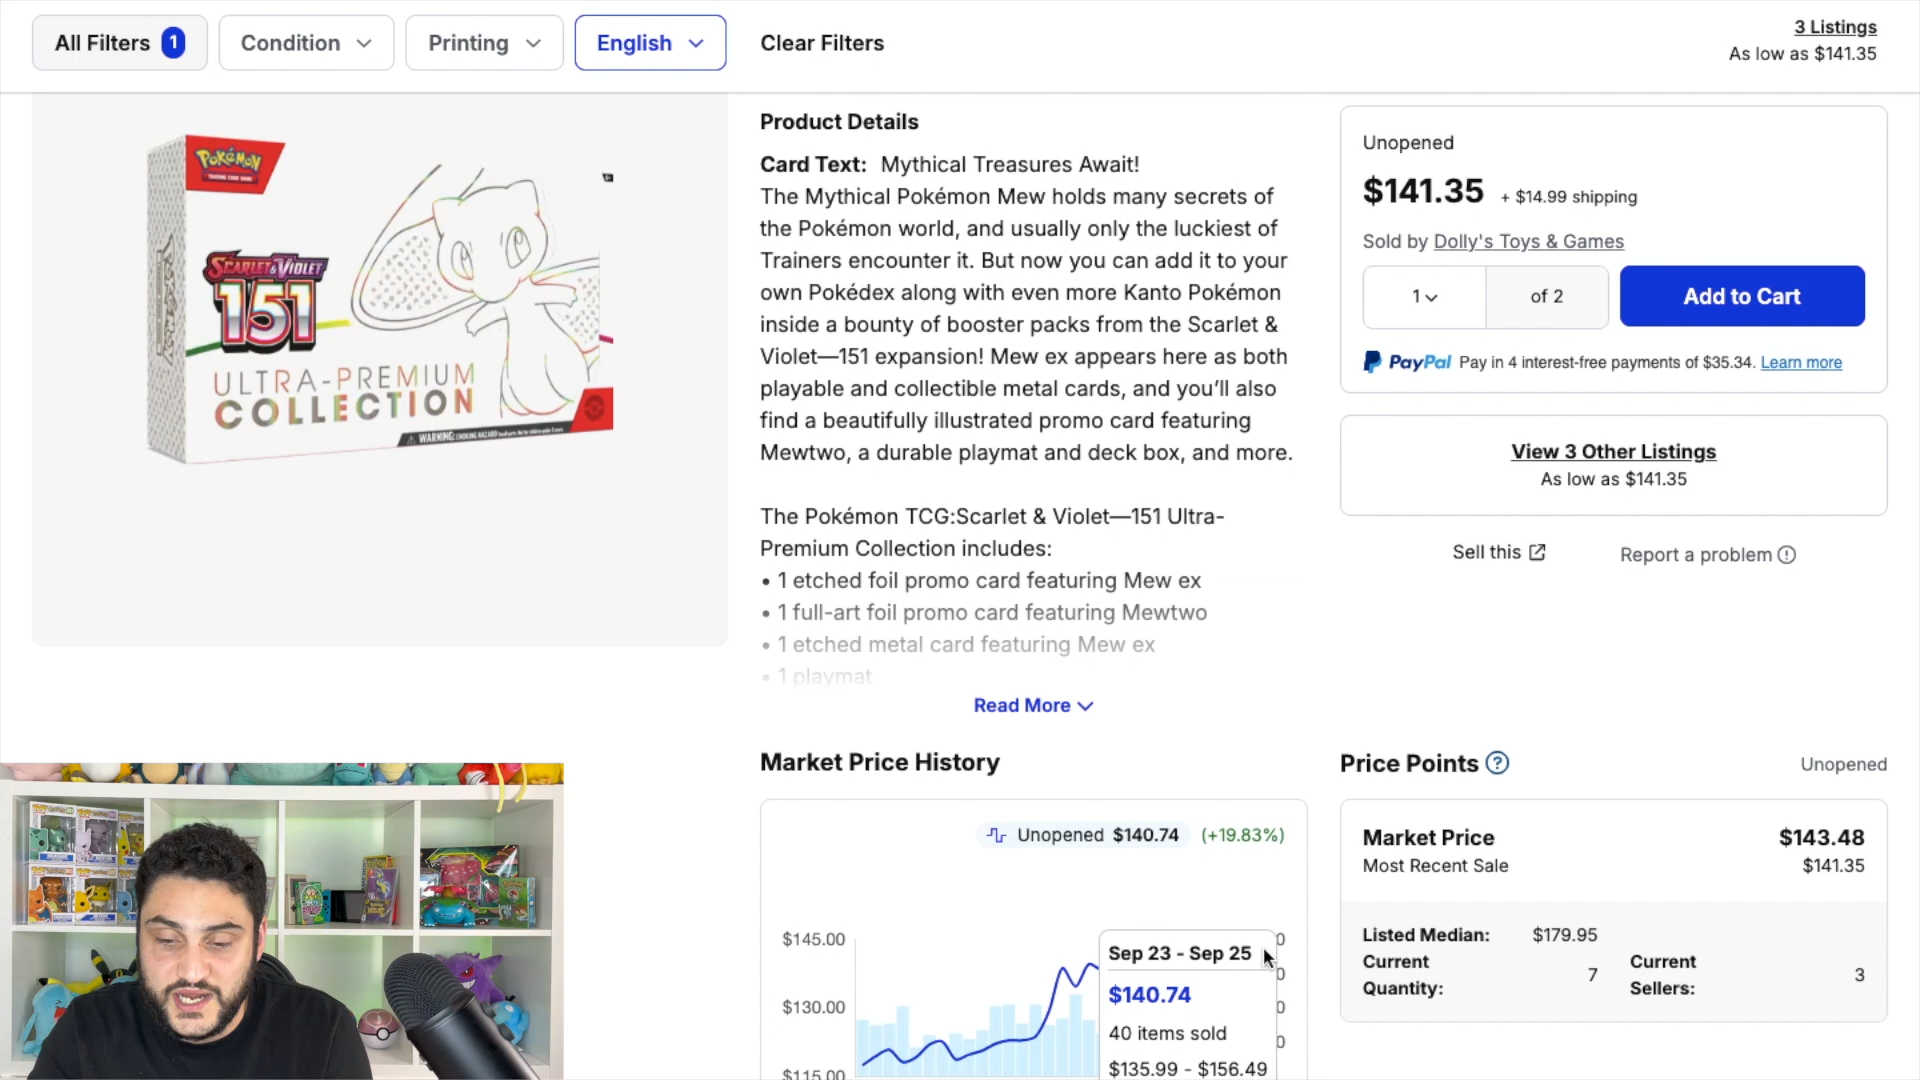 All Filters 1
Condition
Printing
English
Clear Filters
3 Listings
As low as $141.35
POKÉMON
TRADING CARD GAME
SCARLET & VIOLET
151
ULTRA-PREMIUM
COLLECTION
WARNING:
Product Details
Card Text: Mythical Treasures Await!
The Mythical Pokémon Mew holds many secrets of
the Pokémon world, and usually only the luckiest of
Trainers encounter it. But now you can add it to your
own Pokédex along with even more Kanto Pokémon
inside a bounty of booster packs from the Scarlet &
Violet—151 expansion! Mew ex appears here as both
playable and collectible metal cards, and you’ll also
find a beautifully illustrated promo card featuring
Mewtwo, a durable playmat and deck box, and more.
The Pokémon TCG:Scarlet & Violet—151 Ultra-
Premium Collection includes:
• 1 etched foil promo card featuring Mew ex
• 1 full-art foil promo card featuring Mewtwo
• 1 etched metal card featuring Mew ex
• 1 playmat
Read More
Unopened
$141.35 + $14.99 shipping
Sold by Dolly's Toys & Games
1 of 2
Add to Cart
PayPal Pay in 4 interest-free payments of $35.34. Learn more
View 3 Other Listings
As low as $141.35
Sell this
Report a problem
Market Price History
Unopened $140.74 (+19.83%)
$145.00
$130.00
$115.00
Sep 23 - Sep 25
$140.74
40 items sold
$135.99 - $156.49
0
0
0
0
Price Points ?
Unopened
Market Price $143.48
Most Recent Sale $141.35
Listed Median: $179.95
Current Quantity: 7
Current Sellers: 3